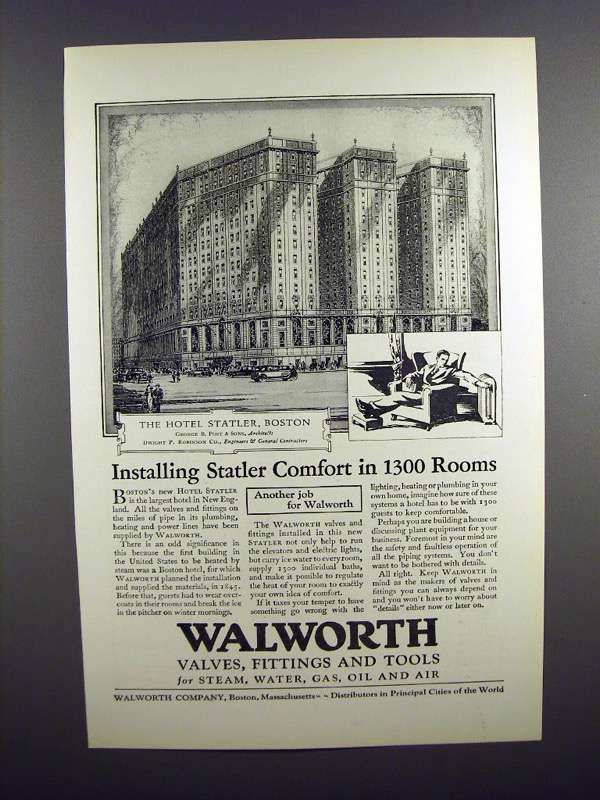 THE HOTEL STATLER, BOSTON
GEORGE B. POST & SONS, Architects
DWIGHT P. ROBINSON CO., Engineers & General Contractors
Installing Statler Comfort in 1300 Rooms
BOSTON'S new HOTEL STATLER
is the largest hotel in New Eng-
land. All the valves and fittings on
the miles of pipe in its plumbing,
heating and power lines have been
supplied by WALWORTH.
There is an odd significance in
this because the first building in
the United States to be heated by
steam was a Boston hotel, for which
WALWORTH planned the installation
and supplied the materials, in 1845.
Before that, guests had to wear over-
coats in their rooms and break the ice
in the pitcher on winter mornings.
Another job
for Walworth
The WALWORTH valves and
fittings installed in this new
STATLER not only help to run
the elevators and electric lights,
but carry ice water to every room,
supply 1300 individual baths,
and make it possible to regulate
the heat of your room to exactly
your own idea of comfort.
If it taxes your temper to have
something go wrong with the
lighting, heating or plumbing in your
own home, imagine how sure of these
systems a hotel has to be with 1300
guests to keep comfortable.
Perhaps you are building a house or
discussing plant equipment for your
business. Foremost in your mind are
the safety and faultless operation of
all the piping systems. You don't
want to be bothered with details.
All right. Keep WALWORTH in
mind as the makers of valves and
fittings you can always depend on
and you won't have to worry about
"details" either now or later on.
WALWORTH
VALVES, FITTINGS AND TOOLS
for STEAM, WATER, GAS, OIL AND AIR
WALWORTH COMPANY, Boston, Massachusetts ~ ~ Distributors in Principal Cities of the World